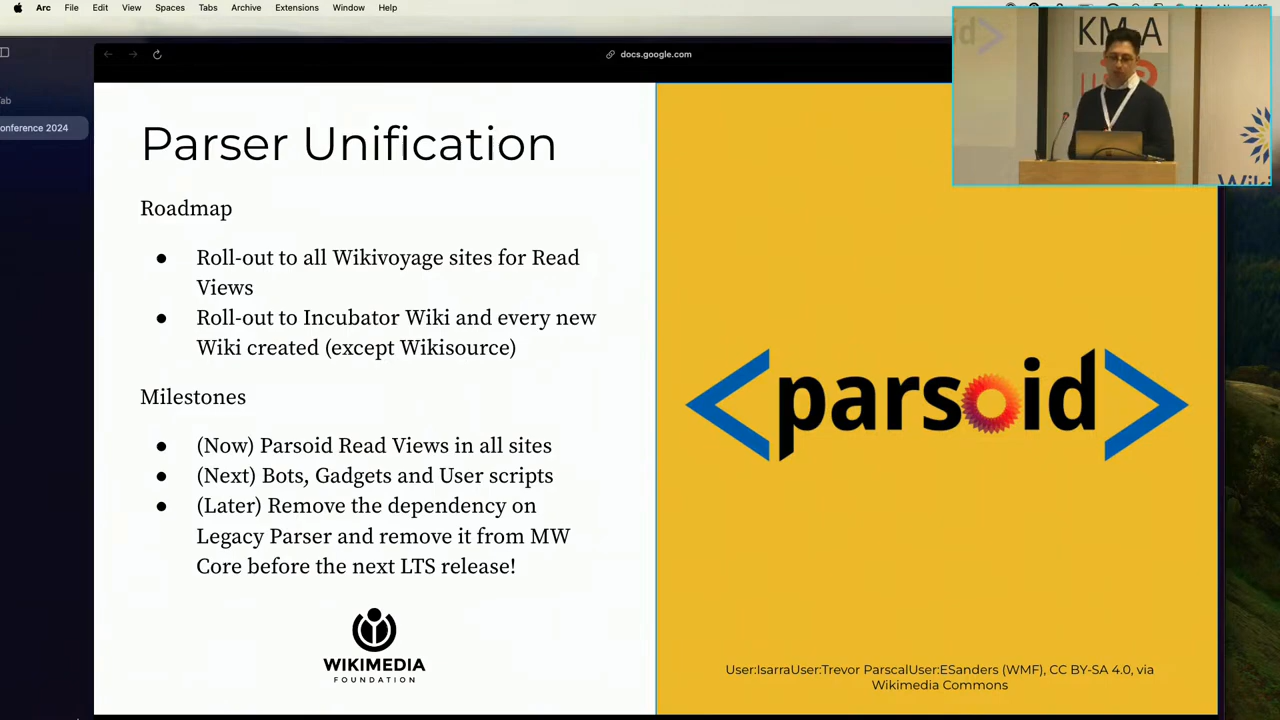 Arc File Edit View Spaces Tabs Archive Extensions Window Help
docs.google.com
onference 2024
Parser Unification
Roadmap
● Roll-out to all Wikivoyage sites for Read
Views
● Roll-out to Incubator Wiki and every new
Wiki created (except Wikisource)
Milestones
● (Now) Parsoid Read Views in all sites
● (Next) Bots, Gadgets and User scripts
● (Later) Remove the dependency on
Legacy Parser and remove it from MW
Core before the next LTS release!
WIKIMEDIA
FOUNDATION
<parsoid>
User:IsarraUser:Trevor ParscalUser:ESanders (WMF), CC BY-SA 4.0, via
Wikimedia Commons